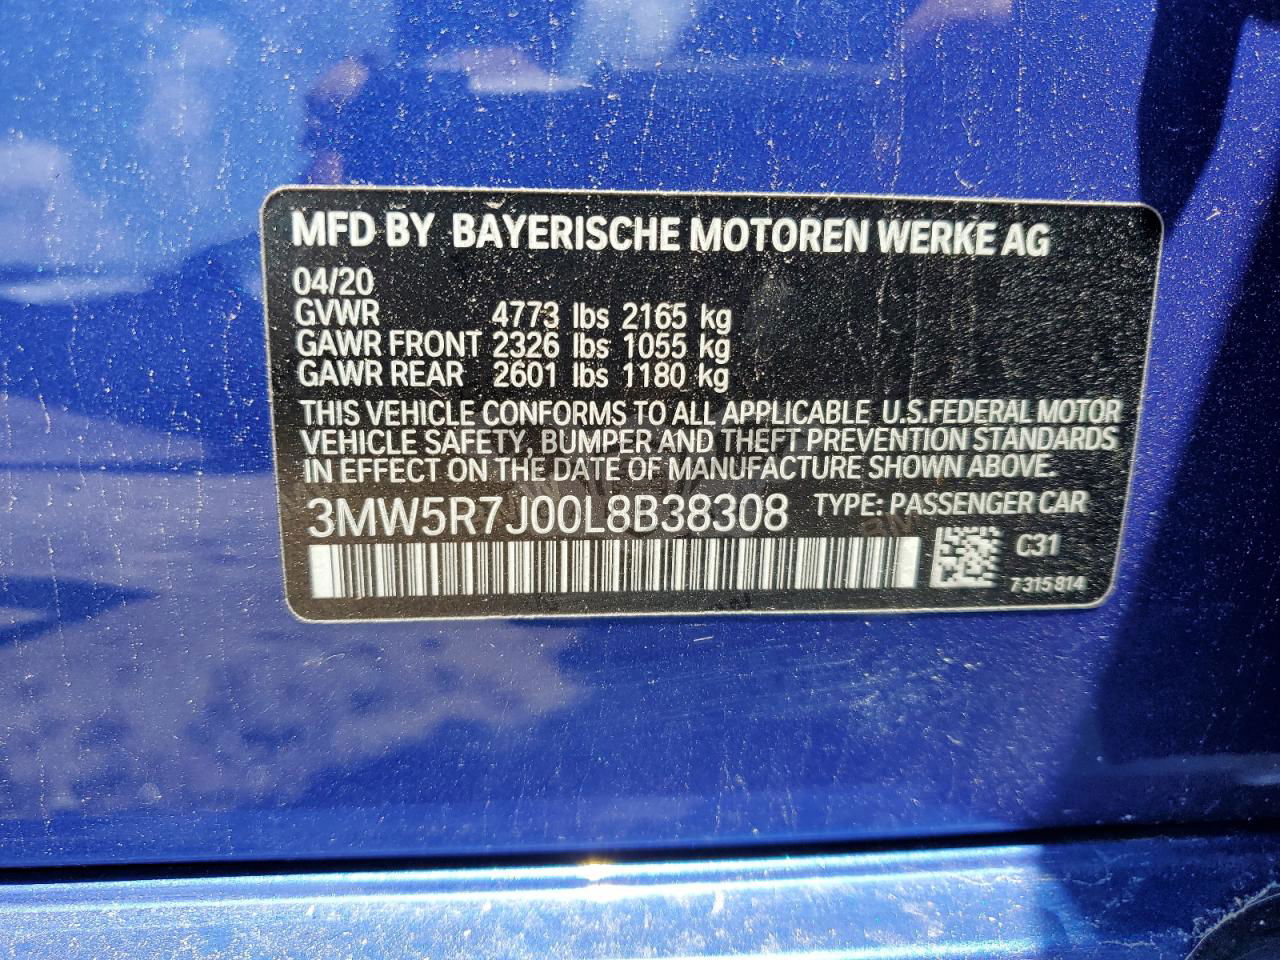 MFD BY BAYERISCHE MOTOREN WERKE AG
04/20
GVWR 4773 lbs 2165 kg
GAWR FRONT 2326 lbs 1055 kg
GAWR REAR 2601 lbs 1180 kg
THIS VEHICLE CONFORMS TO ALL APPLICABLE U.S.FEDERAL MOTOR
VEHICLE SAFETY, BUMPER AND THEFT PREVENTION STANDARDS
IN EFFECT ON THE DATE OF MANUFACTURE SHOWN ABOVE.
3MW5R7J00L8B38308 TYPE: PASSENGER CAR
C31
7315814